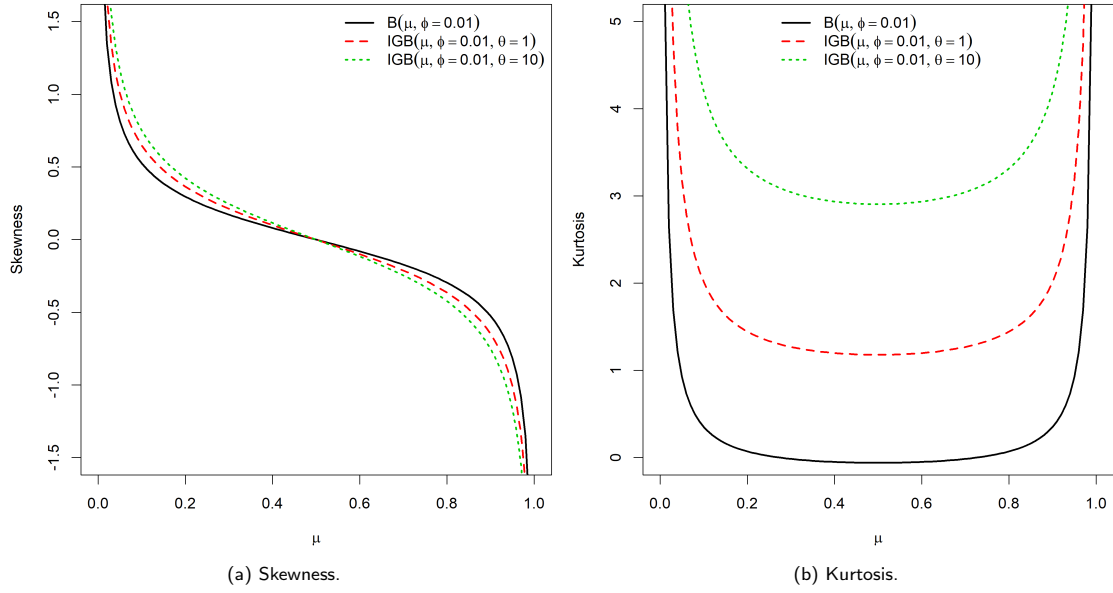 B(μ, ϕ = 0.01)
IGB(μ, ϕ = 0.01, θ = 1)
IGB(μ, ϕ = 0.01, θ = 10)
Skewness
1.5
1.0
0.5
0.0
-0.5
-1.0
-1.5
0.0 0.2 0.4 0.6 0.8 1.0
μ
(a) Skewness.
B(μ, ϕ = 0.01)
IGB(μ, ϕ = 0.01, θ = 1)
IGB(μ, ϕ = 0.01, θ = 10)
Kurtosis
5
4
3
2
1
0
0.0 0.2 0.4 0.6 0.8 1.0
μ
(b) Kurtosis.